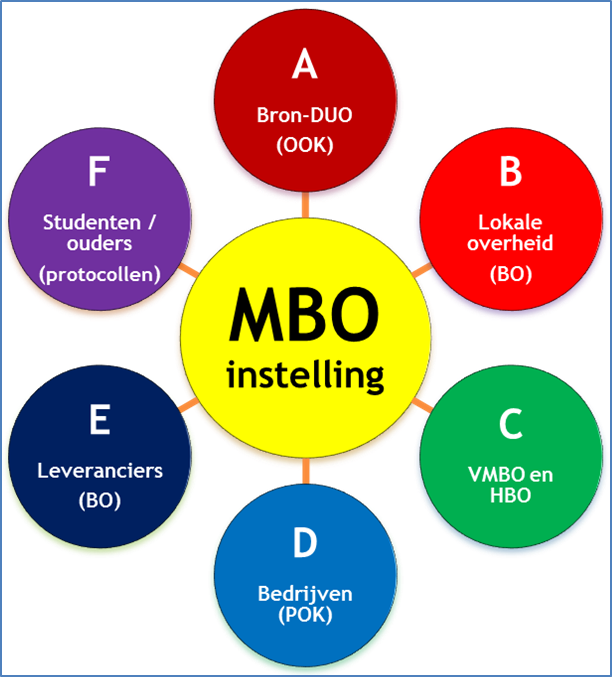 A
Bron-DUO
(OOK)
B
Lokale
overheid
(BO)
C
VMBO en
HBO
D
Bedrijven
(POK)
E
Leveranciers
(BO)
F
Studenten /
ouders
(protocollen)
MBO
instelling